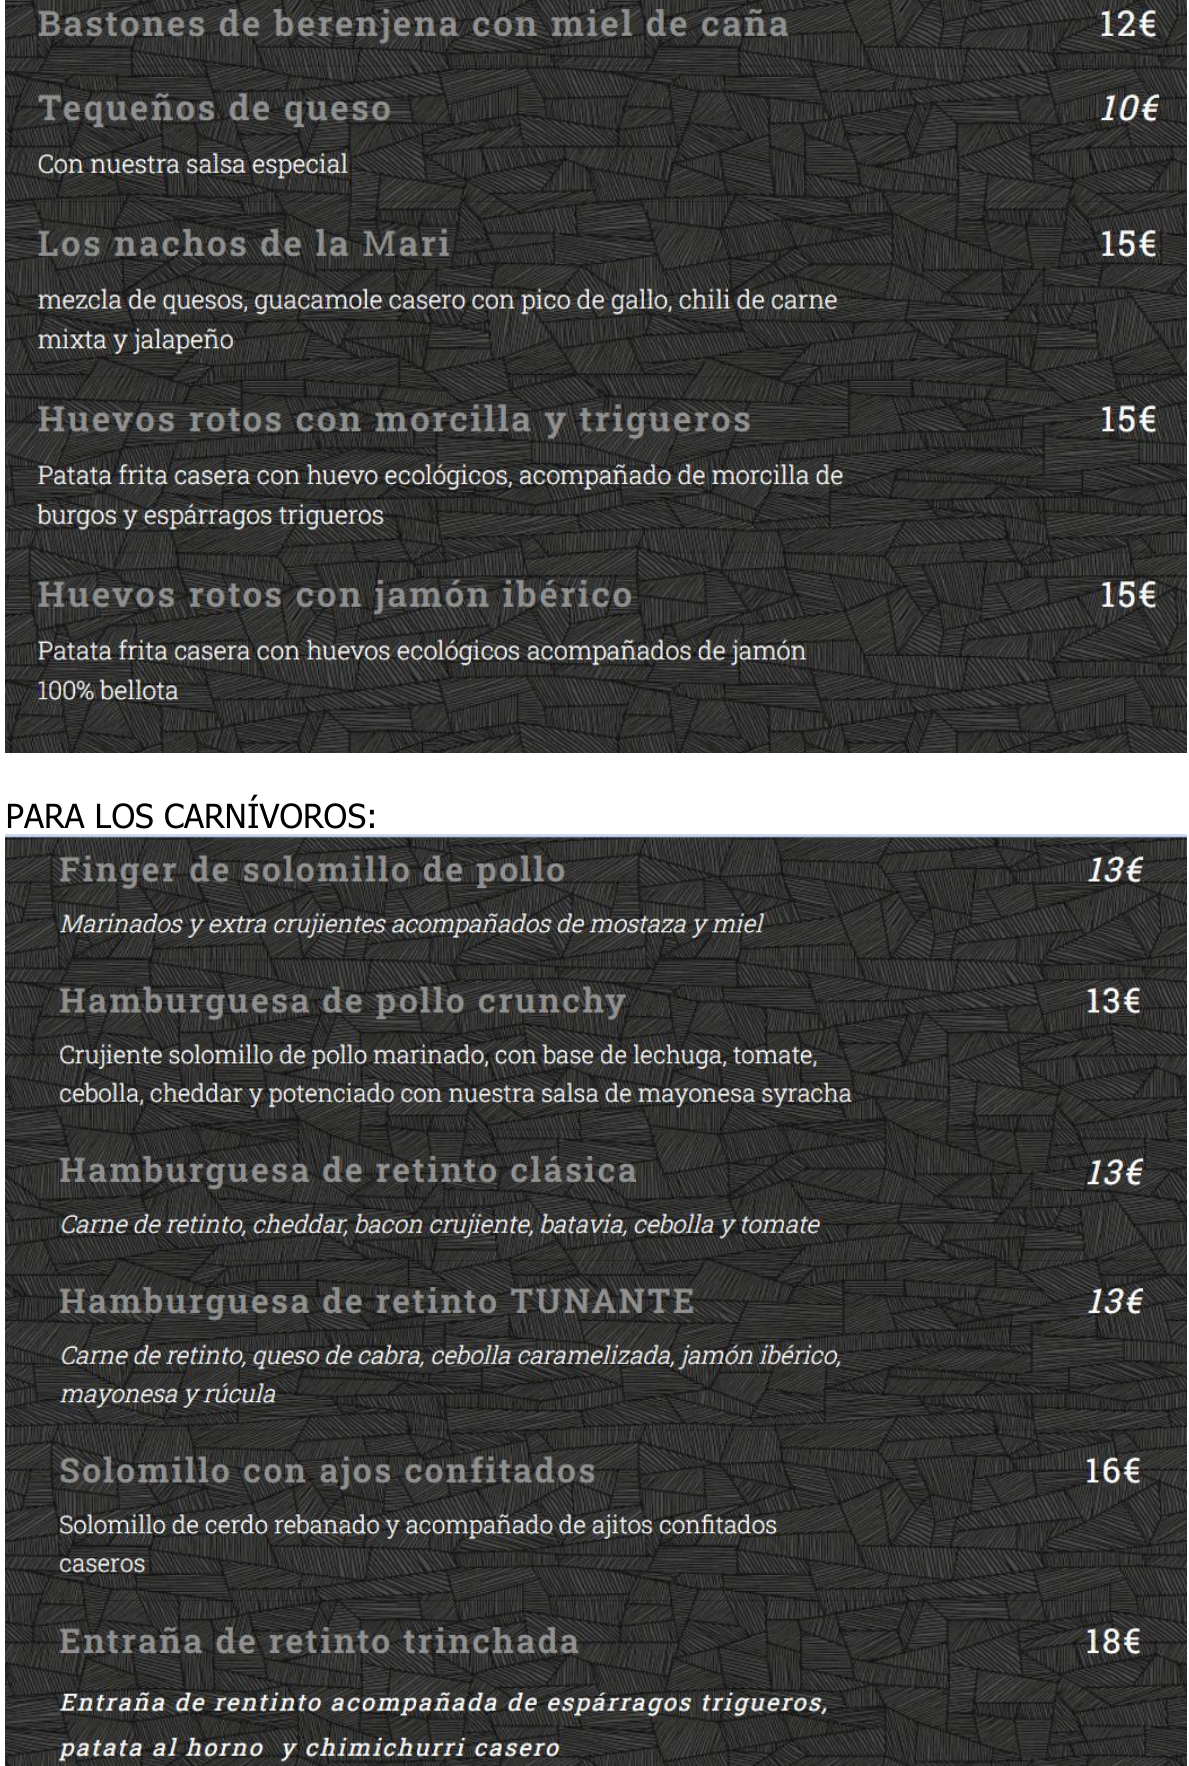 Bastones de berenjena con miel de caña 12€
Tequeños de queso 10€
Con nuestra salsa especial
Los nachos de la Mari 15€
mezcla de quesos, guacamole casero con pico de gallo, chili de carne
mixta y jalapeño
Huevos rotos con morcilla y trigueros 15€
Patata frita casera con huevo ecológicos, acompañado de morcilla de
burgos y espárragos trigueros
Huevos rotos con jamón ibérico 15€
Patata frita casera con huevos ecológicos acompañados de jamón
100% bellota
PARA LOS CARNÍVOROS:
Finger de solomillo de pollo 13€
Marinados y extra crujientes acompañados de mostaza y miel
Hamburguesa de pollo crunchy 13€
Crujiente solomillo de pollo marinado, con base de lechuga, tomate,
cebolla, cheddar y potenciado con nuestra salsa de mayonesa syracha
Hamburguesa de retinto clásica 13€
Carne de retinto, cheddar, bacon crujiente, batavia, cebolla y tomate
Hamburguesa de retinto TUNANTE 13€
Carne de retinto, queso de cabra, cebolla caramelizada, jamón ibérico,
mayonesa y rúcula
Solomillo con ajos confitados 16€
Solomillo de cerdo rebanado y acompañado de ajitos confitados
caseros
Entraña de retinto trinchada 18€
Entraña de rentinto acompañada de espárragos trigueros,
patata al horno y chimichurri casero